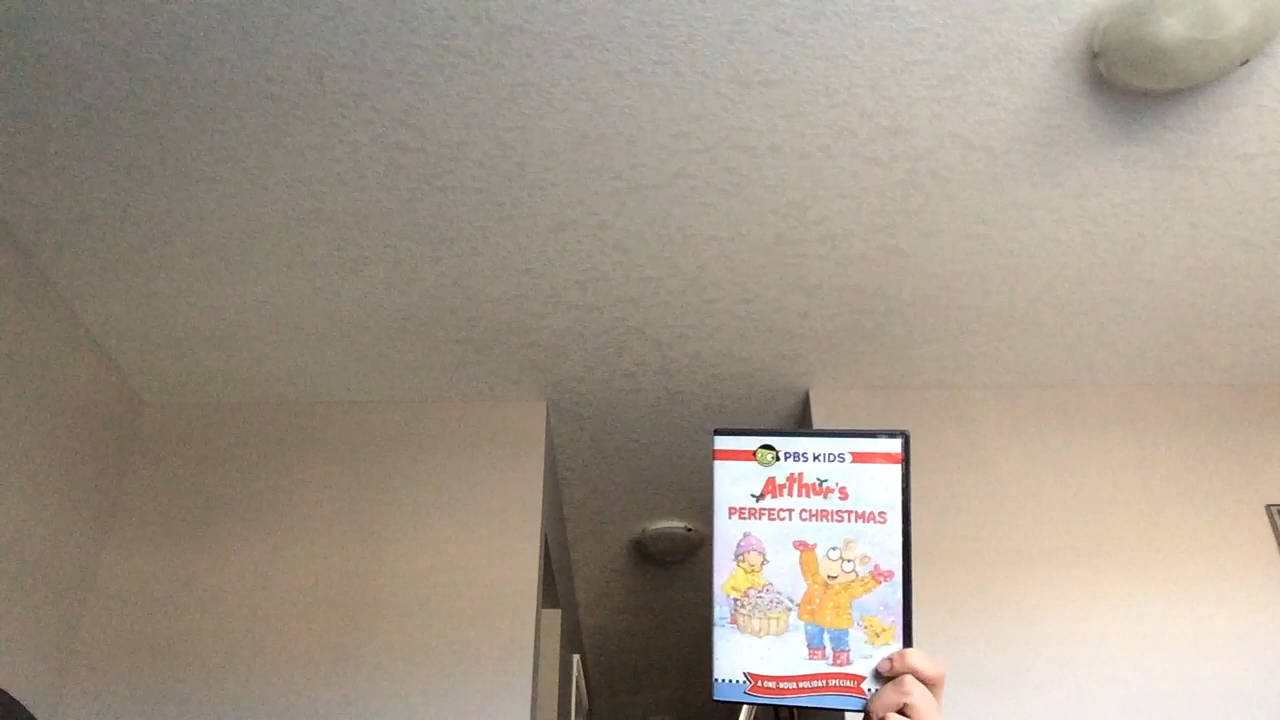 PBS KIDS
Arthur's
PERFECT CHRISTMAS
A ONE-HOUR HOLIDAY SPECIAL!